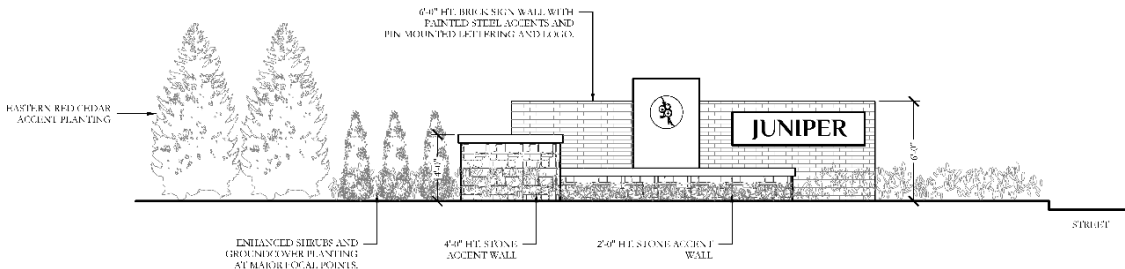 6'-0" HT. BRICK SIGN WALL WITH
PAINTED STEEL ACCENTS AND
PIN MOUNTED LETTERING AND LOGO.
EASTERN RED CEDAR
ACCENT PLANTING
JUNIPER
4'-0"
6'-0"
STREET
ENHANCED SHRUBS AND
GROUNDCOVER PLANTING
AT MAJOR FOCAL POINTS.
4'-0" HT. STONE
ACCENT WALL
2'-0" HT. STONE ACCENT
WALL